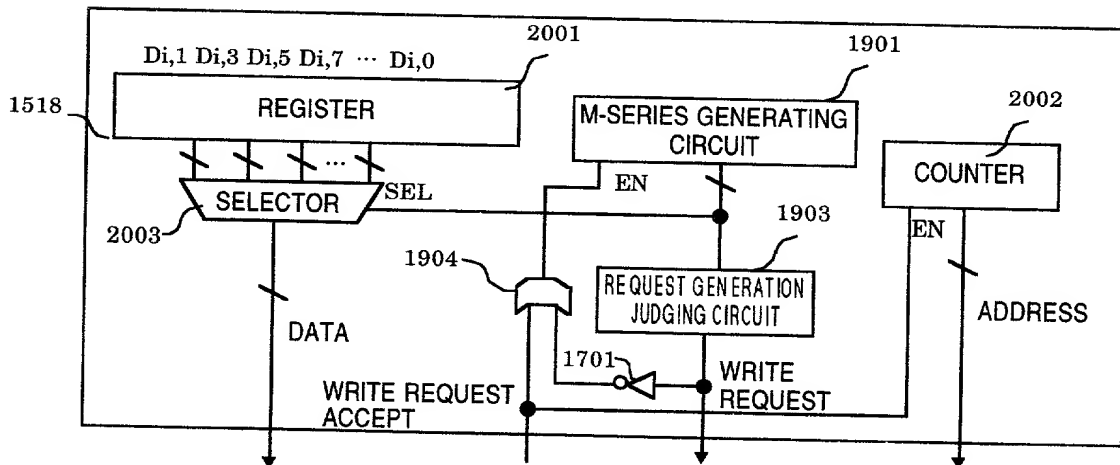 Di,1 Di,3 Di,5 Di,7 ··· Di,0
2001
1901
1518
REGISTER
M-SERIES GENERATING
CIRCUIT
2002
COUNTER
···
SELECTOR
SEL
EN
2003
1903
EN
1904
REQUEST GENERATION
JUDGING CIRCUIT
DATA
ADDRESS
1701
WRITE REQUEST
ACCEPT
WRITE
REQUEST